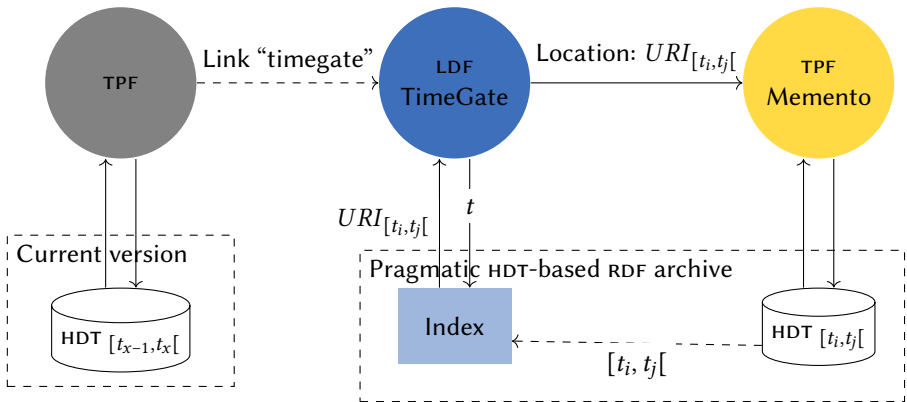 TPF
Link “timegate”
LDF
TimeGate
Location: URI[ti,tj[
TPF
Memento
URI[ti,tj[
t
Current version
HDT [tx−1,tx[
Pragmatic HDT-based RDF archive
Index
HDT [ti,tj[
[ti, tj[